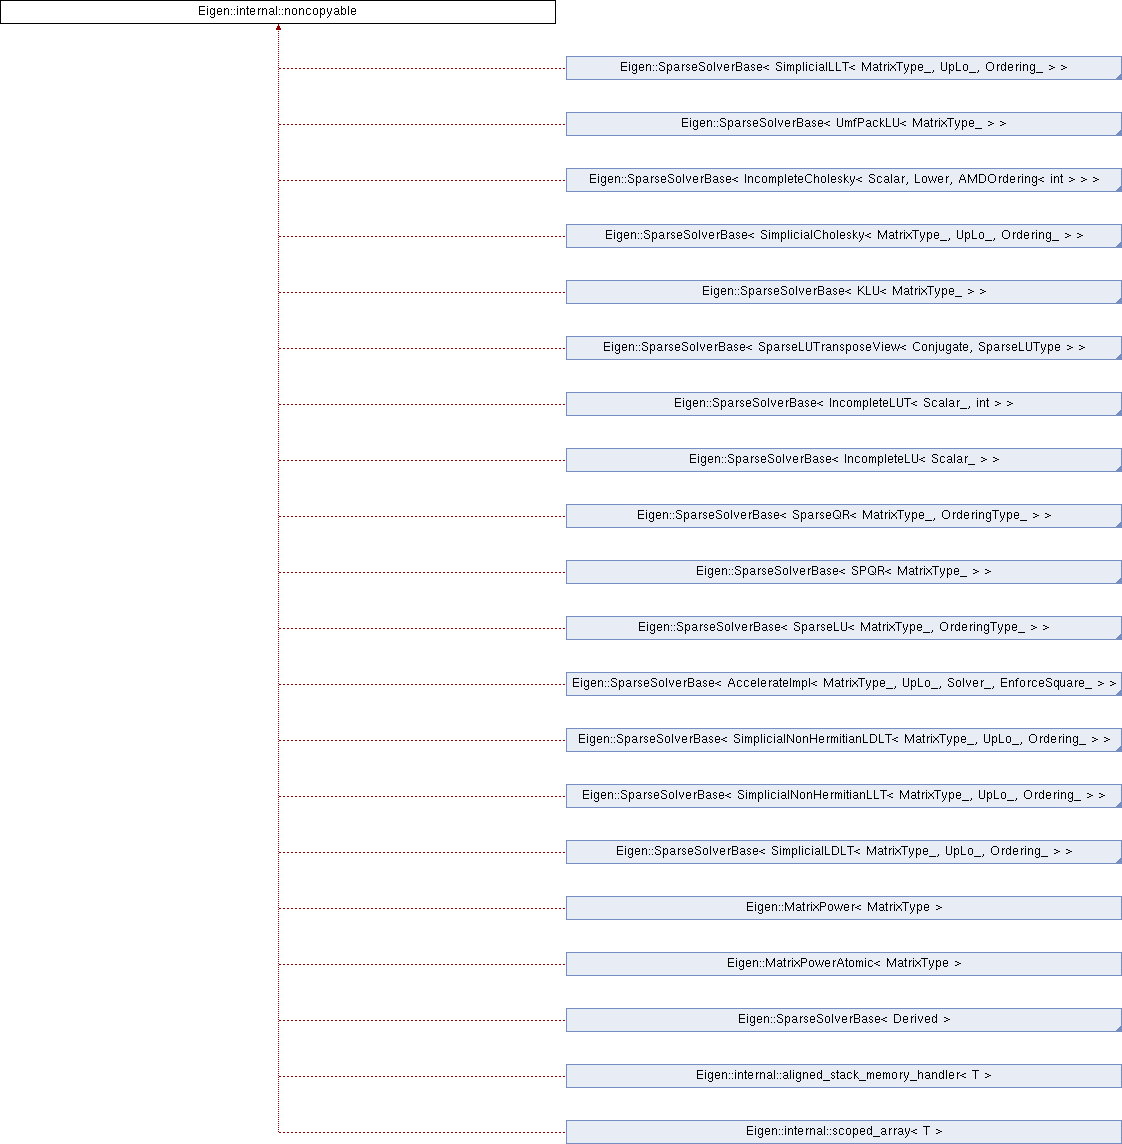 Eigen::internal::noncopyable
Eigen::SparseSolverBase< SimplicialLLT< MatrixType_, UpLo_, Ordering_ > >
Eigen::SparseSolverBase< UmfPackLU< MatrixType_ > >
Eigen::SparseSolverBase< IncompleteCholesky< Scalar, Lower, AMDOrdering< int > > >
Eigen::SparseSolverBase< SimplicialCholesky< MatrixType_, UpLo_, Ordering_ > >
Eigen::SparseSolverBase< KLU< MatrixType_ > >
Eigen::SparseSolverBase< SparseLUTransposeView< Conjugate, SparseLUType > >
Eigen::SparseSolverBase< IncompleteLUT< Scalar_, int > >
Eigen::SparseSolverBase< IncompleteLU< Scalar_ > >
Eigen::SparseSolverBase< SparseQR< MatrixType_, OrderingType_ > >
Eigen::SparseSolverBase< SPQR< MatrixType_ > >
Eigen::SparseSolverBase< SparseLU< MatrixType_, OrderingType_ > >
Eigen::SparseSolverBase< AccelerateImpl< MatrixType_, UpLo_, Solver_, EnforceSquare_ > >
Eigen::SparseSolverBase< SimplicialNonHermitianLDLT< MatrixType_, UpLo_, Ordering_ > >
Eigen::SparseSolverBase< SimplicialNonHermitianLLT< MatrixType_, UpLo_, Ordering_ > >
Eigen::SparseSolverBase< SimplicialLDLT< MatrixType_, UpLo_, Ordering_ > >
Eigen::MatrixPower< MatrixType >
Eigen::MatrixPowerAtomic< MatrixType >
Eigen::SparseSolverBase< Derived >
Eigen::internal::aligned_stack_memory_handler< T >
Eigen::internal::scoped_array< T >